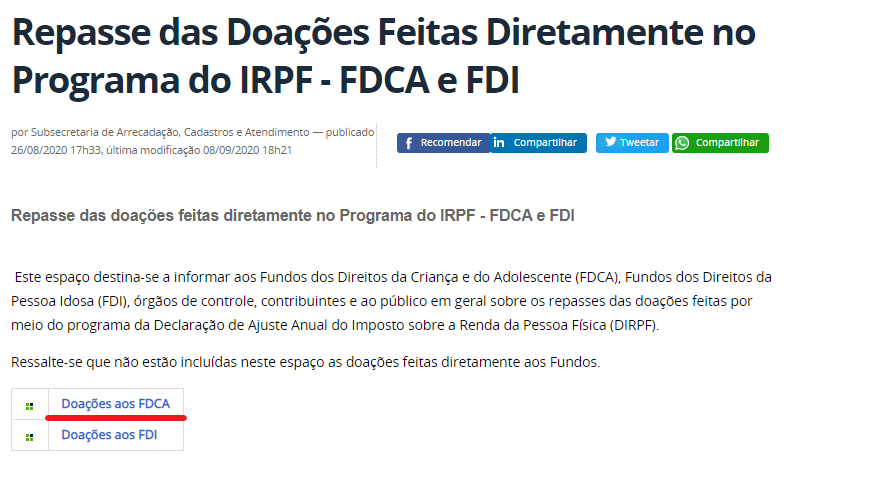 Repasse das Doações Feitas Diretamente no
Programa do IRPF - FDCA e FDI
por Subsecretaria de Arrecadação, Cadastros e Atendimento — publicado
26/08/2020 17h33, última modificação 08/09/2020 18h21
Recomendar
Compartilhar
Tweetar
Compartilhar
Repasse das doações feitas diretamente no Programa do IRPF - FDCA e FDI
Este espaço destina-se a informar aos Fundos dos Direitos da Criança e do Adolescente (FDCA), Fundos dos Direitos da
Pessoa Idosa (FDI), órgãos de controle, contribuintes e ao público em geral sobre os repasses das doações feitas por
meio do programa da Declaração de Ajuste Anual do Imposto sobre a Renda da Pessoa Física (DIRPF).
Ressalte-se que não estão incluídas neste espaço as doações feitas diretamente aos Fundos.
Doações aos FDCA
Doações aos FDI